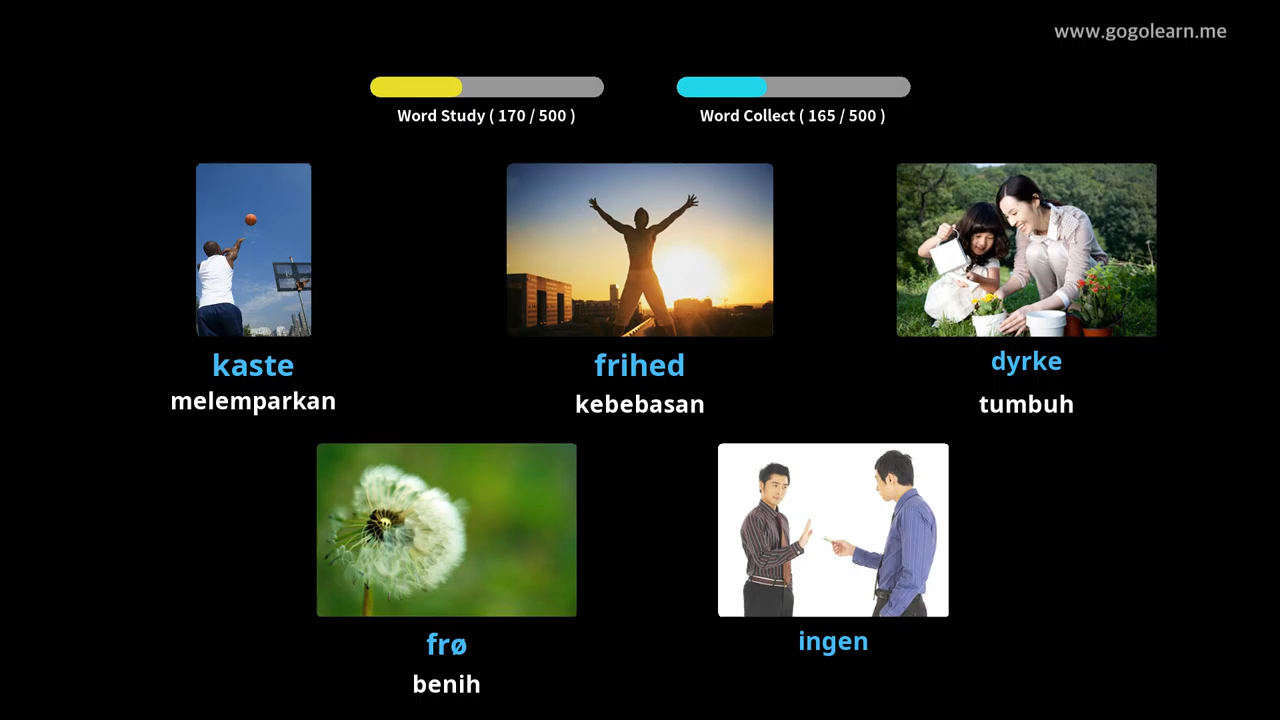 www.gogolearn.me
Word Study ( 170 / 500 )
Word Collect ( 165 / 500 )
kaste
melemparkan
frihed
kebebasan
dyrke
tumbuh
frø
benih
ingen